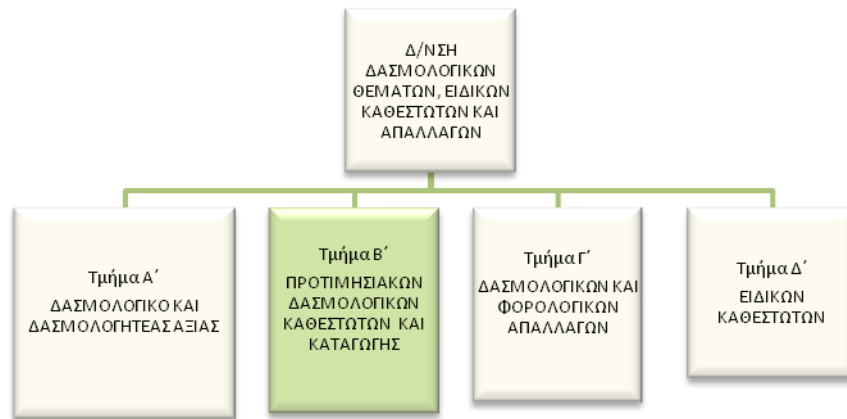 Δ/ΝΣΗ
ΔΑΣΜΟΛΟΓΙΚΩΝ
ΘΕΜΑΤΩΝ, ΕΙΔΙΚΩΝ
ΚΑΘΕΣΤΩΤΩΝ ΚΑΙ
ΑΠΑΛΛΑΓΩΝ
Τμήμα Α΄
ΔΑΣΜΟΛΟΓΙΚΟ ΚΑΙ
ΔΑΣΜΟΛΟΓΗΤΕΑΣ ΑΞΙΑΣ
Τμήμα Β΄
ΠΡΟΤΙΜΗΣΙΑΚΩΝ
ΔΑΣΜΟΛΟΓΙΚΩΝ
ΚΑΘΕΣΤΩΤΩΝ ΚΑΙ
ΚΑΤΑΓΩΓΗΣ
Τμήμα Γ΄
ΔΑΣΜΟΛΟΓΙΚΩΝ ΚΑΙ
ΦΟΡΟΛΟΓΙΚΩΝ
ΑΠΑΛΛΑΓΩΝ
Τμήμα Δ΄
ΕΙΔΙΚΩΝ
ΚΑΘΕΣΤΩΤΩΝ